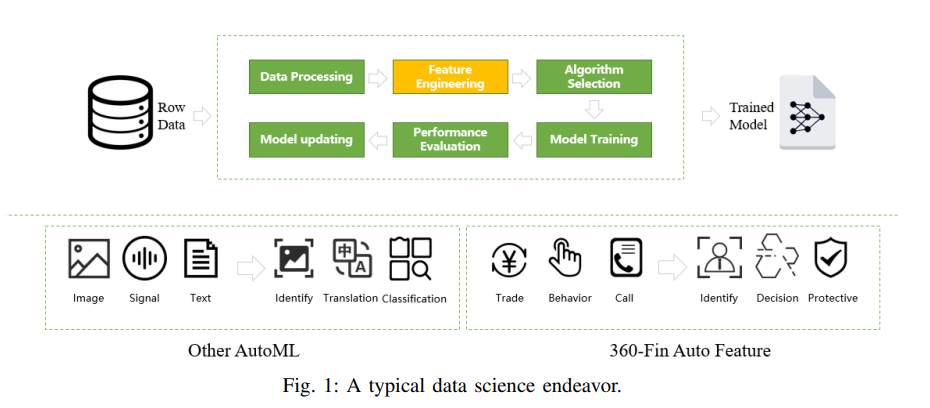 Row
Data
Data Processing
Feature
Engineering
Algorithm
Selection
Model updating
Performance
Evaluation
Model Training
Trained
Model
中
A
Image
Signal
Text
Identify
Translation
Classification
¥
Trade
Behavior
Call
Identify
Decision
Protective
Other AutoML
360-Fin Auto Feature
Fig. 1: A typical data science endeavor.